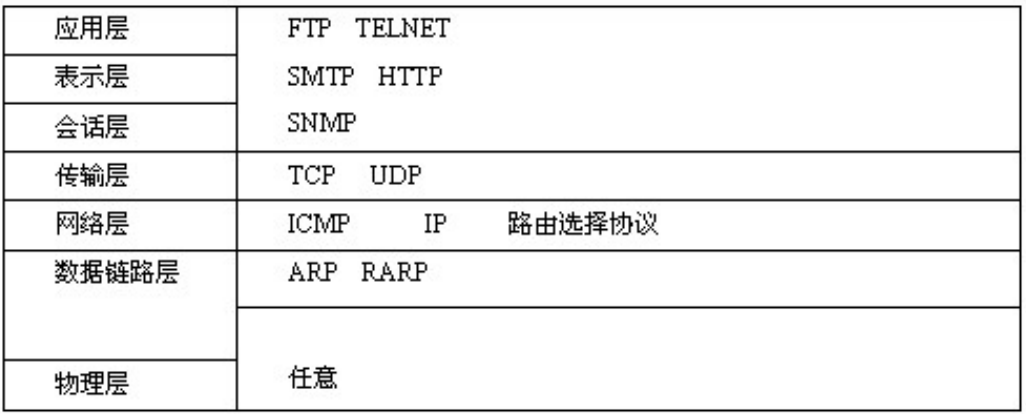 应用层 FTP TELNET
表示层 SMTP HTTP
会话层 SNMP
传输层 TCP UDP
网络层 ICMP IP 路由选择协议
数据链路层 ARP RARP
物理层 任意